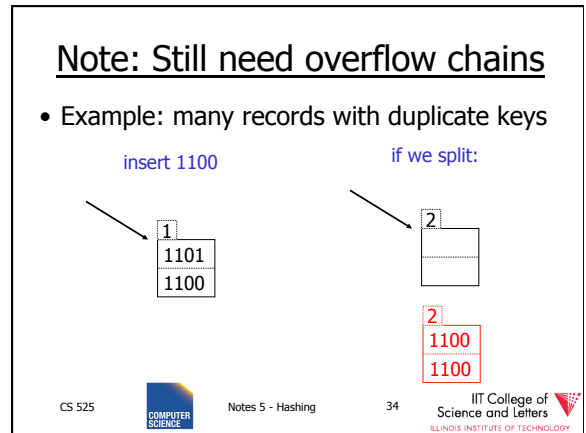 Note: Still need overflow chains
• Example: many records with duplicate keys
insert 1100
if we split:
1
1101
1100
2
2
1100
1100
CS 525
COMPUTER
SCIENCE
Notes 5 - Hashing
34
IIT College of
Science and Letters
ILLINOIS INSTITUTE OF TECHNOLOGY